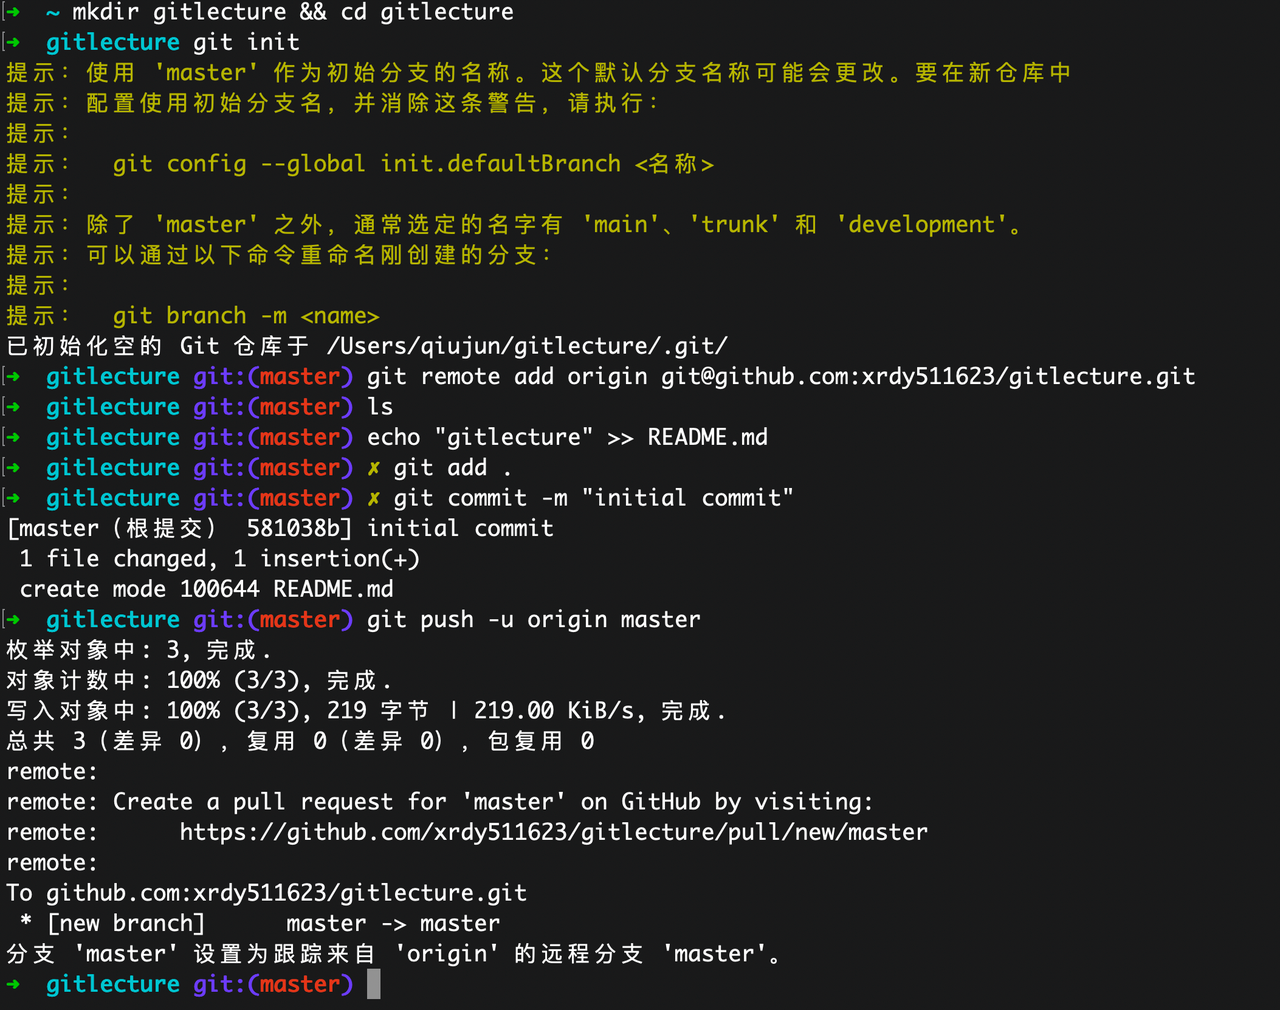 → ~ mkdir gitlecture && cd gitlecture
→ gitlecture git init
提示：使用 'master' 作为初始分支的名称。这个默认分支名称可能会更改。要在新仓库中
提示：配置使用初始分支名，并消除这条警告，请执行：
提示：
提示：  git config --global init.defaultBranch <名称>
提示：
提示：除了 'master' 之外，通常选定的名字有 'main'、'trunk' 和 'development'。
提示：可以通过以下命令重命名刚创建的分支：
提示：
提示：  git branch -m <name>
已初始化空的 Git 仓库于 /Users/qiujun/gitlecture/.git/
→ gitlecture git:(master) git remote add origin git@github.com:xrdy511623/gitlecture.git
→ gitlecture git:(master) ls
→ gitlecture git:(master) echo "gitlecture" >> README.md
→ gitlecture git:(master) ✗ git add .
→ gitlecture git:(master) ✗ git commit -m "initial commit"
[master（根提交） 581038b] initial commit
 1 file changed, 1 insertion(+)
 create mode 100644 README.md
→ gitlecture git:(master) git push -u origin master
枚举对象中: 3, 完成.
对象计数中: 100% (3/3), 完成.
写入对象中: 100% (3/3), 219 字节 | 219.00 KiB/s, 完成.
总共 3（差异 0），复用 0（差异 0），包复用 0
remote:
remote: Create a pull request for 'master' on GitHub by visiting:
remote:      https://github.com/xrdy511623/gitlecture/pull/new/master
remote:
To github.com:xrdy511623/gitlecture.git
 * [new branch]      master -> master
分支 'master' 设置为跟踪来自 'origin' 的远程分支 'master'。
→ gitlecture git:(master)